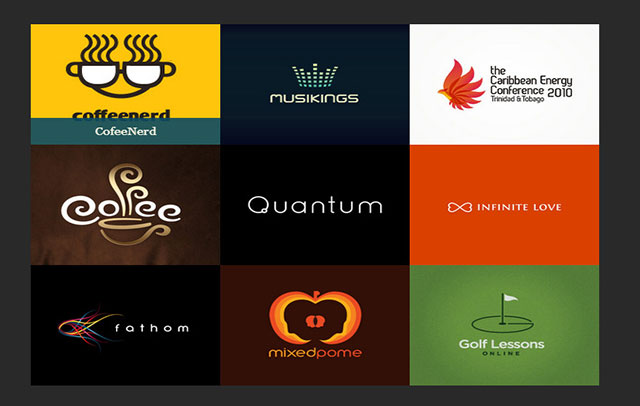 coffeenerd
CofeeNerd
MUSIKINGS
the
Caribbean Energy
Conference 2010
Trinidad & Tobago
Coffee
Quantum
INFINITE LOVE
fathom
mixedpome
Golf Lessons
ONLINE